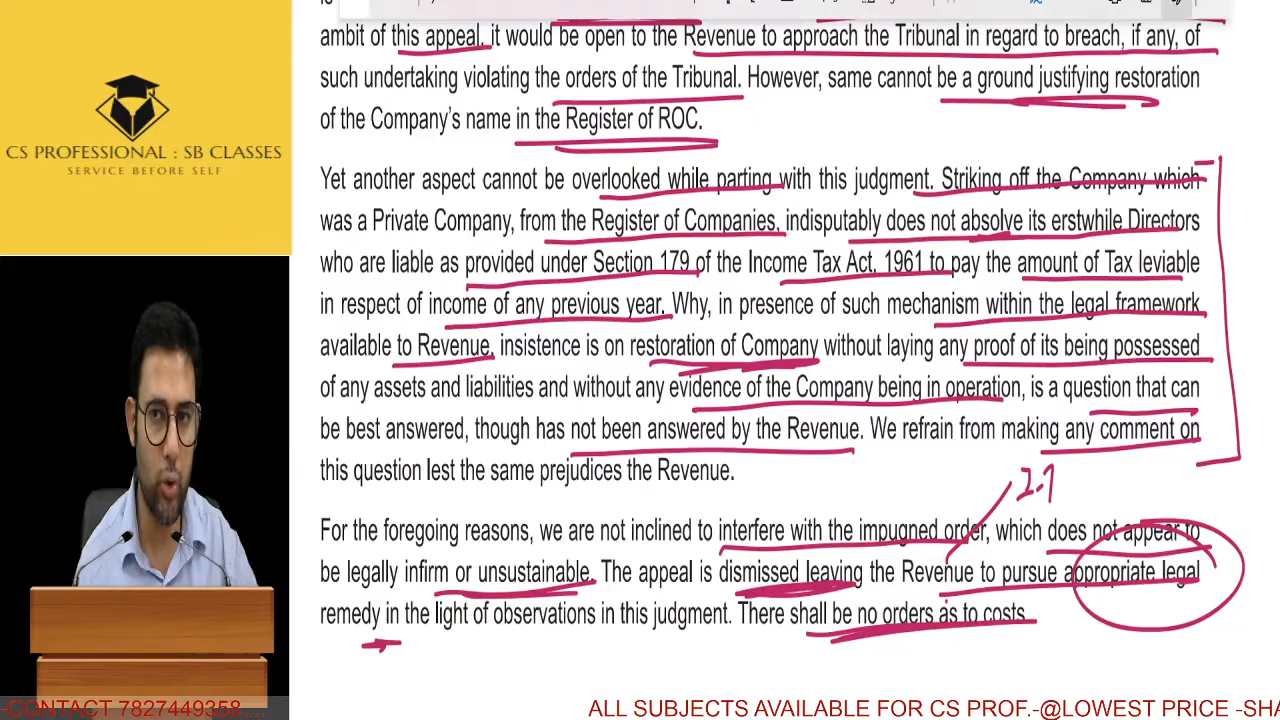 ambit of this appeal, it would be open to the Revenue to approach the Tribunal in regard to breach, if any, of
such undertaking violating the orders of the Tribunal. However, same cannot be a ground justifying restoration
of the Company's name in the Register of ROC.
CS PROFESSIONAL : SB CLASSES
SERVICE BEFORE SELF
Yet another aspect cannot be overlooked while parting with this judgment. Striking off the Company which
was a Private Company, from the Register of Companies, indisputably does not absolve its erstwhile Directors
who are liable as provided under Section 179 of the Income Tax Act, 1961 to pay the amount of Tax leviable
in respect of income of any previous year. Why, in presence of such mechanism within the legal framework
available to Revenue, insistence is on restoration of Company without laying any proof of its being possessed
of any assets and liabilities and without any evidence of the Company being in operation, is a question that can
be best answered, though has not been answered by the Revenue. We refrain from making any comment on
this question lest the same prejudices the Revenue.
For the foregoing reasons, we are not inclined to interfere with the impugned order, which does not appear to
be legally infirm or unsustainable. The appeal is dismissed leaving the Revenue to pursue appropriate legal
remedy in the light of observations in this judgment. There shall be no orders as to costs.
-CONTACT 7827449358....
ALL SUBJECTS AVAILABLE FOR CS PROF.-@LOWEST PRICE -SHA